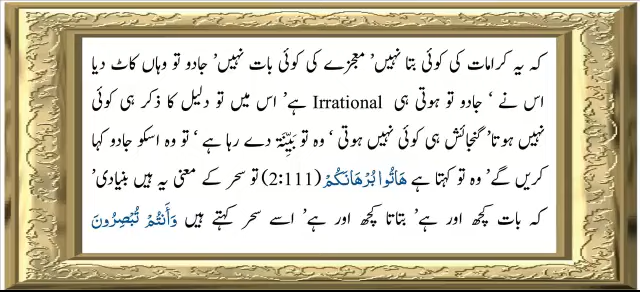 کہ یہ کرامات کی کوئی بتا نہیں’ معجزے کی کوئی بات نہیں’ جادو تو وہاں کاٹ دیا
اس نے ‘ جادو تو ہوتی ہی Irrational ہے’ اس میں تو دلیل کا ذکر ہی کوئی
نہیں ہوتا’ گنجائش ہی کوئی نہیں ہوتی ‘ وہ تو بَیِّنَۃ دے رہا ہے ‘ تو وہ اسکو جادو کہا
کریں گے’ وہ تو کہتا ہے ھَاتُوا بُرْھَانَکُمْ (2:111) تو سحر کے معنی یہ ہیں بنیادی’
کہ بات کچھ اور ہے’ بتاتا کچھ اور ہے’ اسے سحر کہتے ہیں وَأَنتُمْ تُبْصِرُونَ